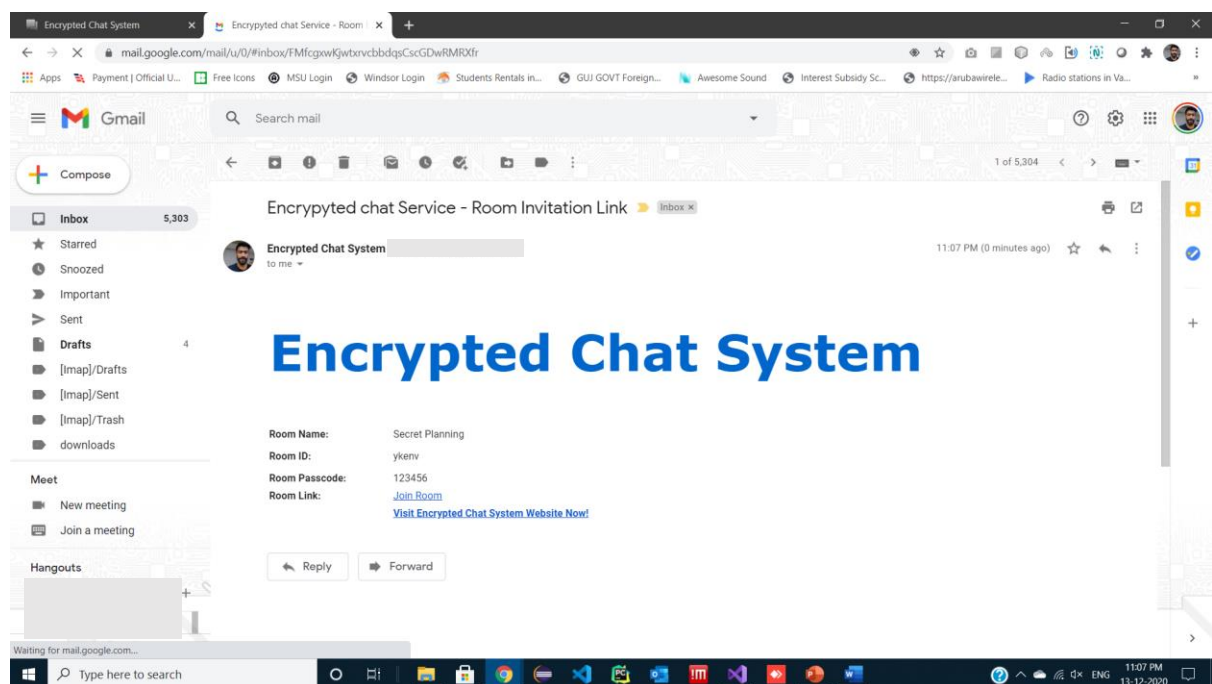 Encrypted Chat System
Encrypyted chat Service - Room
mail.google.com/mail/u/0/#inbox/FMfcgxwKjwtxrvcbbdqsCscGDwRMRXfr
Apps Payment | Official U... Free Icons MSU Login Windsor Login Students Rentals in... GUJ GOVT Foreign... Awesome Sound Interest Subsidy Sc... https://arubawirele... Radio stations in Va...
Gmail
Search mail
Compose
1 of 5,304
Inbox 5,303
Starred
Snoozed
Important
Sent
Drafts 4
[Imap]/Drafts
[Imap]/Sent
[Imap]/Trash
downloads
Meet
New meeting
Join a meeting
Hangouts
Encrypyted chat Service - Room Invitation Link Inbox x
Encrypted Chat System
11:07 PM (0 minutes ago)
to me
Encrypted Chat System
Room Name: Secret Planning
Room ID: ykenv
Room Passcode: 123456
Room Link: Join Room
Visit Encrypted Chat System Website Now!
Reply Forward
Waiting for mail.google.com...
Type here to search
ENG
11:07 PM
13-12-2020